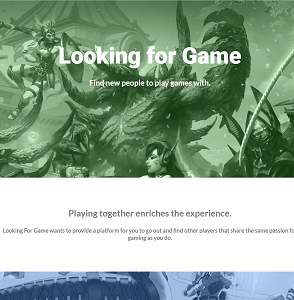 Looking for Game
Find new people to play games with.
Playing together enriches the experience.
Looking For Game wants to provide a platform for you to go out and find other players that share the same passion
gaming as you do.